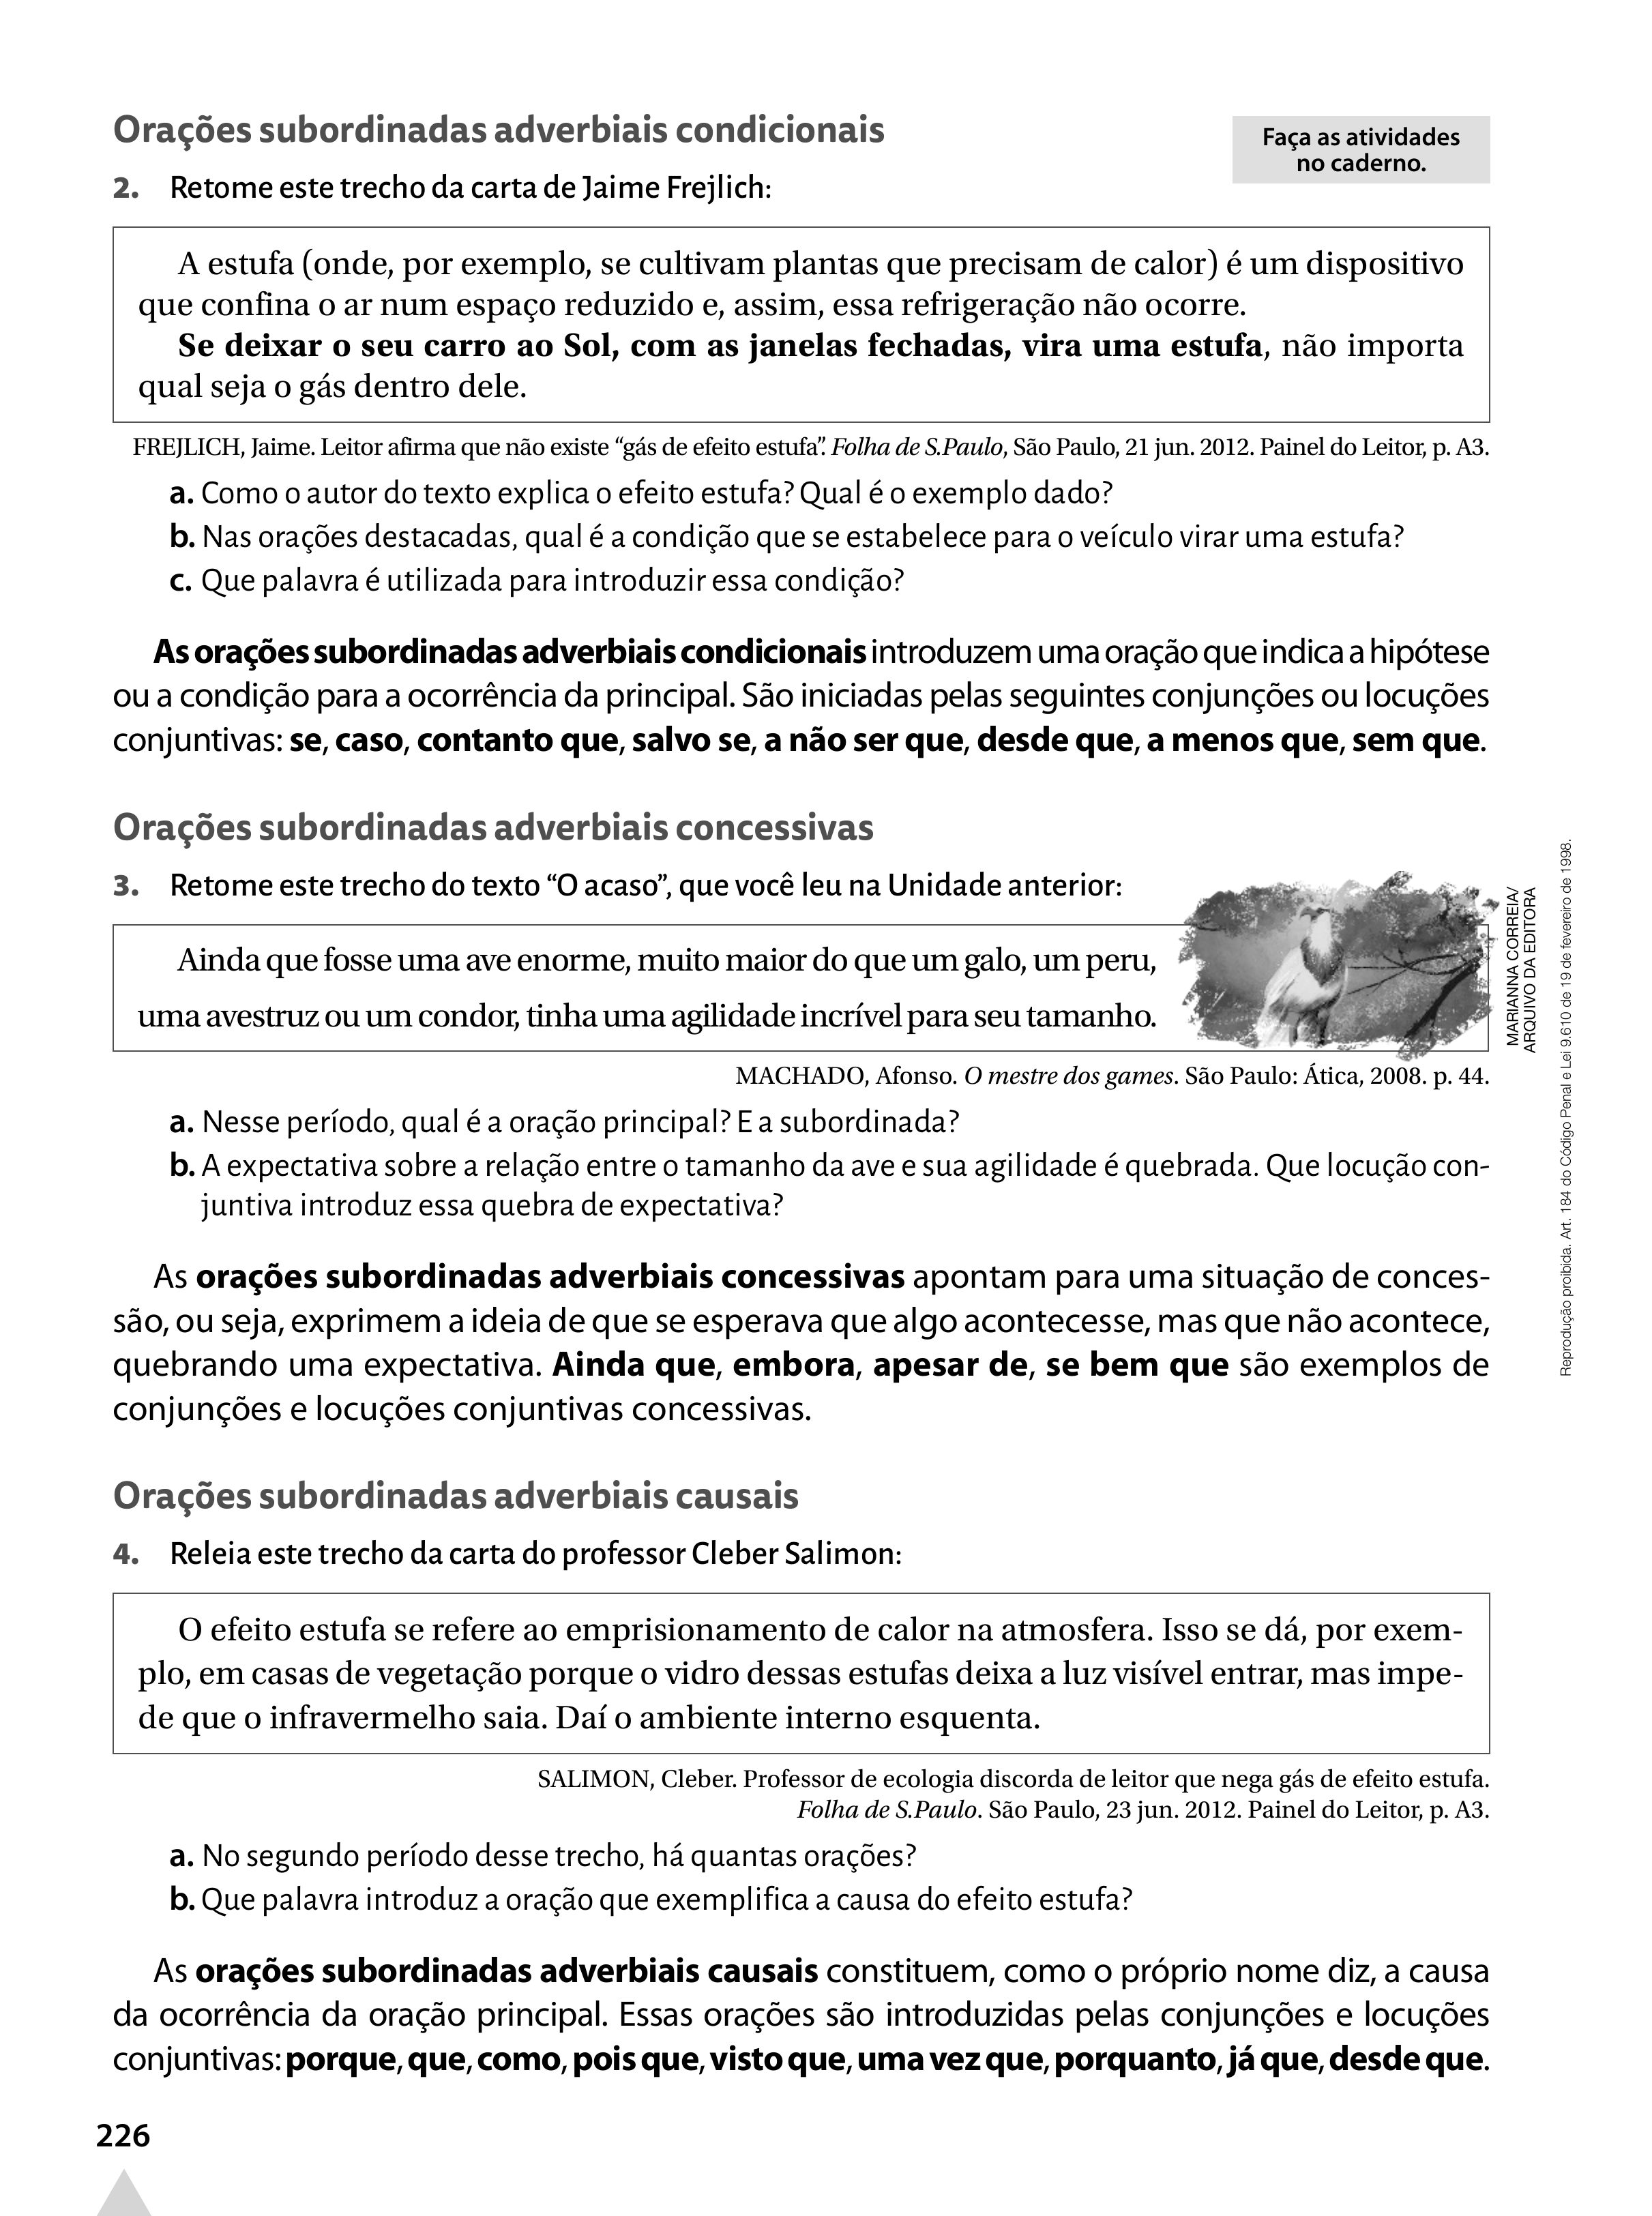 Orações subordinadas adverbiais condicionais
Faça as atividades
no caderno.
2. Retome este trecho da carta de Jaime Frejlich:
A estufa (onde, por exemplo, se cultivam plantas que precisam de calor) é um dispositivo
que confina o ar num espaço reduzido e, assim, essa refrigeração não ocorre.
Se deixar o seu carro ao Sol, com as janelas fechadas, vira uma estufa, não importa
qual seja o gás dentro dele.
FREJLICH, Jaime. Leitor afirma que não existe “gás de efeito estufa”. Folha de S.Paulo, São Paulo, 21 jun. 2012. Painel do Leitor, p. A3.
a. Como o autor do texto explica o efeito estufa? Qual é o exemplo dado?
b. Nas orações destacadas, qual é a condição que se estabelece para o veículo virar uma estufa?
c. Que palavra é utilizada para introduzir essa condição?
As orações subordinadas adverbiais condicionais introduzem uma oração que indica a hipótese
ou a condição para a ocorrência da principal. São iniciadas pelas seguintes conjunções ou locuções
conjuntivas: se, caso, contanto que, salvo se, a não ser que, desde que, a menos que, sem que.
Orações subordinadas adverbiais concessivas
3. Retome este trecho do texto “O acaso”, que você leu na Unidade anterior:
Ainda que fosse uma ave enorme, muito maior do que um galo, um peru,
uma avestruz ou um condor, tinha uma agilidade incrível para seu tamanho.
MARIANNA CORREIA/
ARQUIVO DA EDITORA
MACHADO, Afonso. O mestre dos games. São Paulo: Ática, 2008. p. 44.
a. Nesse período, qual é a oração principal? E a subordinada?
b. A expectativa sobre a relação entre o tamanho da ave e sua agilidade é quebrada. Que locução con-
juntiva introduz essa quebra de expectativa?
As orações subordinadas adverbiais concessivas apontam para uma situação de conces-
são, ou seja, exprimem a ideia de que se esperava que algo acontecesse, mas que não acontece,
quebrando uma expectativa. Ainda que, embora, apesar de, se bem que são exemplos de
conjunções e locuções conjuntivas concessivas.
Orações subordinadas adverbiais causais
4. Releia este trecho da carta do professor Cleber Salimon:
O efeito estufa se refere ao emprisionamento de calor na atmosfera. Isso se dá, por exem-
plo, em casas de vegetação porque o vidro dessas estufas deixa a luz visível entrar, mas impe-
de que o infravermelho saia. Daí o ambiente interno esquenta.
SALIMON, Cleber. Professor de ecologia discorda de leitor que nega gás de efeito estufa.
Folha de S.Paulo. São Paulo, 23 jun. 2012. Painel do Leitor, p. A3.
a. No segundo período desse trecho, há quantas orações?
b. Que palavra introduz a oração que exemplifica a causa do efeito estufa?
As orações subordinadas adverbiais causais constituem, como o próprio nome diz, a causa
da ocorrência da oração principal. Essas orações são introduzidas pelas conjunções e locuções
conjuntivas: porque, que, como, pois que, visto que, uma vez que, porquanto, já que, desde que.
226
Reprodução proibida. Art. 184 do Código Penal e Lei 9.610 de 19 de fevereiro de 1998.